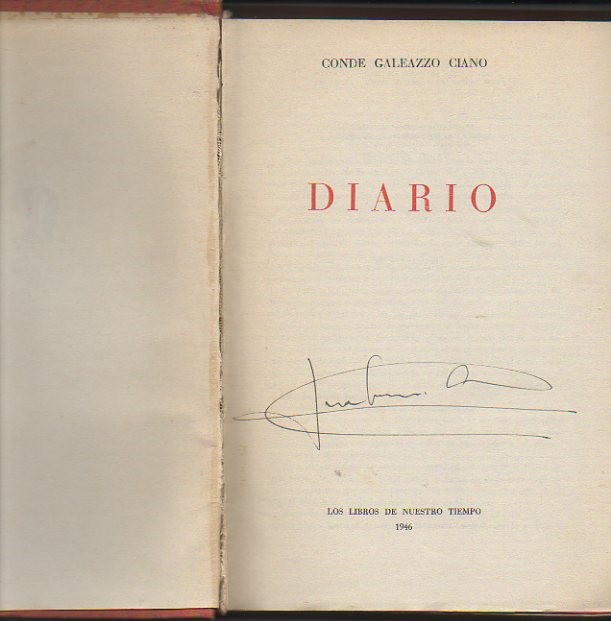 CONDE GALEAZZO CIANO
DIARIO
LOS LIBROS DE NUESTRO TIEMPO
1946